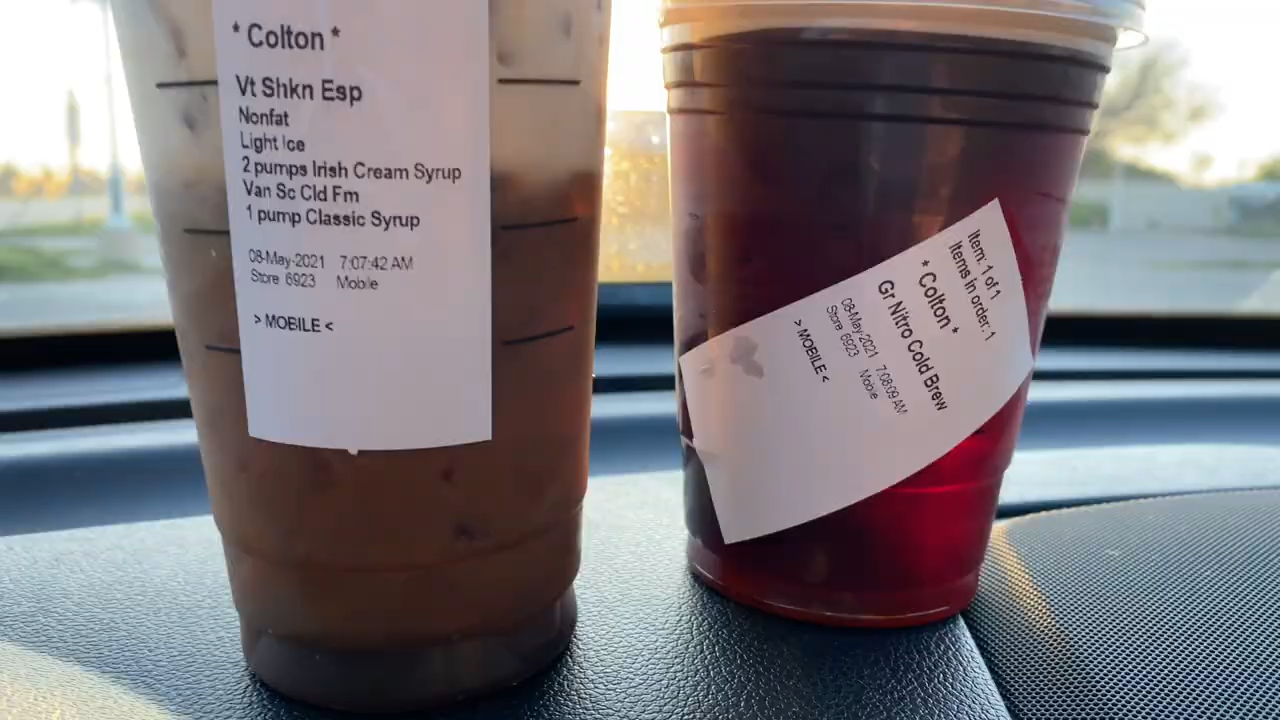 * Colton *
Vt Shkn Esp
Nonfat
Light Ice
2 pumps Irish Cream Syrup
Van Sc Cld Fm
1 pump Classic Syrup
08-May-2021 7:07:42 AM
Store 6923 Mobile
> MOBILE <
Item: 1 of 1
Items in order: 1
* Colton *
Gr Nitro Cold Brew
08-May-2021 7:08:09 AM
Store 6923 Mobile
> MOBILE <